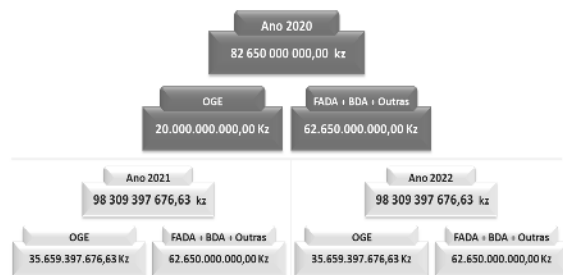 Ano 2020
82 650 000 000,00 kz
OGE
FADA + BDA + Outras
20.000.000.000,00 Kz
62.650.000.000,00 Kz
Ano 2021
98 309 397 676,63 kz
OGE
FADA + BDA + Outras
35.659.397.676,63 Kz
62.650.000.000,00 Kz
Ano 2022
98 309 397 676,63 kz
OGE
FADA + BDA + Outras
35.659.397.676,63 Kz
62.650.000.000,00 Kz